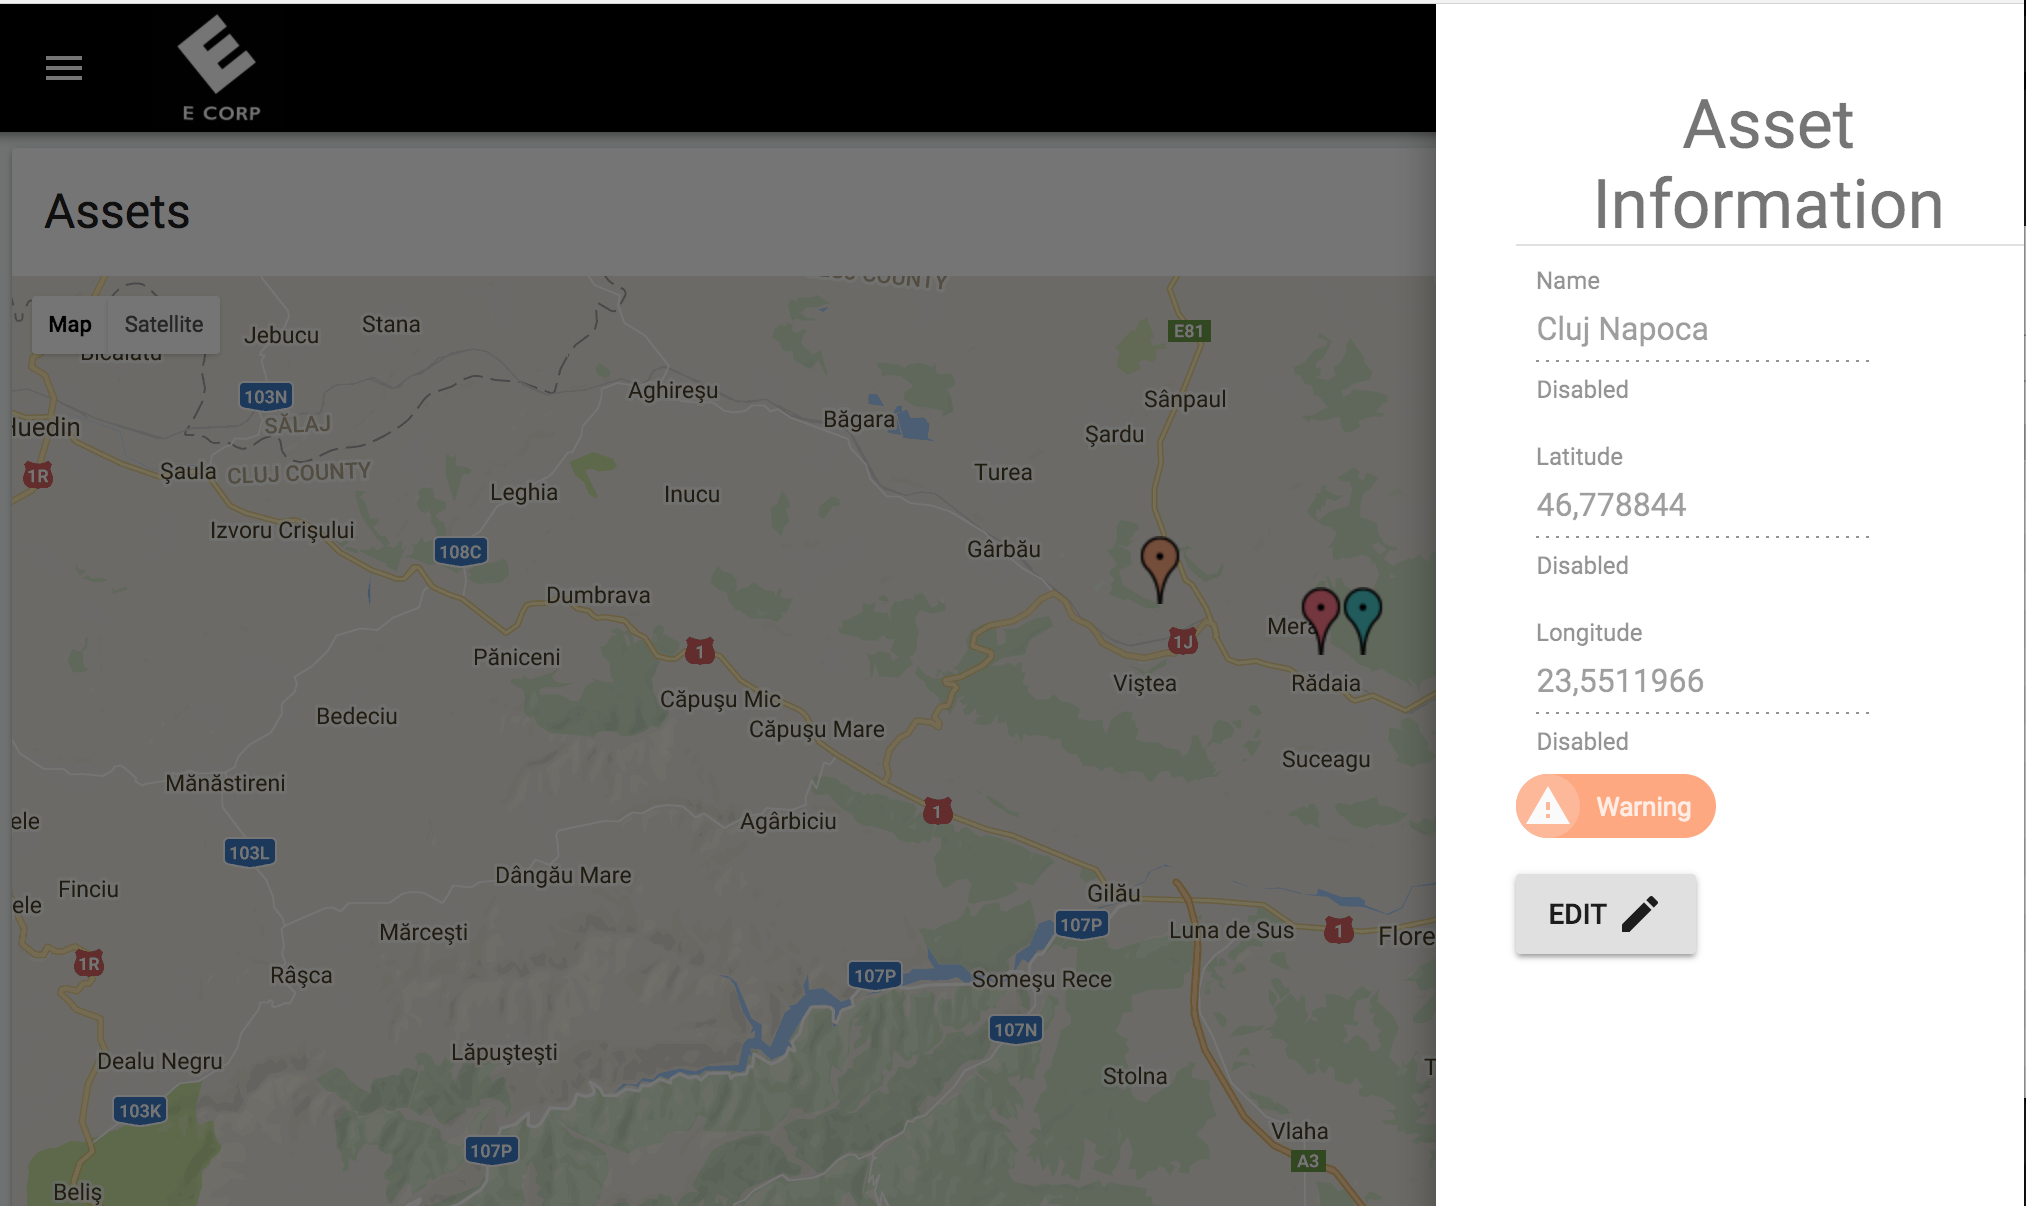 E CORP
Asset
Information
Assets
Name
Cluj Napoca
Disabled
Latitude
46,778844
Disabled
Longitude
23,5511966
Disabled
Warning
EDIT
Map
Satellite
Jebucu
Stana
E81
103N
Aghireşu
Sânpaul
SĂLAJ
Băgara
Şardu
1R
Şaula
CLUJ COUNTY
Turea
Leghia
Inucu
Izvoru Crişului
108C
Gârbău
Dumbrava
Mera
1J
Păniceni
1
Viştea
Rădaia
Căpuşu Mic
Bedeciu
Căpuşu Mare
Suceagu
Mănăstireni
ele
Agârbiciu
1
103L
Dângău Mare
Finciu
ele
Gilău
107P
Mărceşti
Luna de Sus
1
Flore
1R
Râşca
107P
Someşu Rece
107N
Lăpuşteşti
Dealu Negru
Stolna
T
103K
Vlaha
107P
A3
Beliş